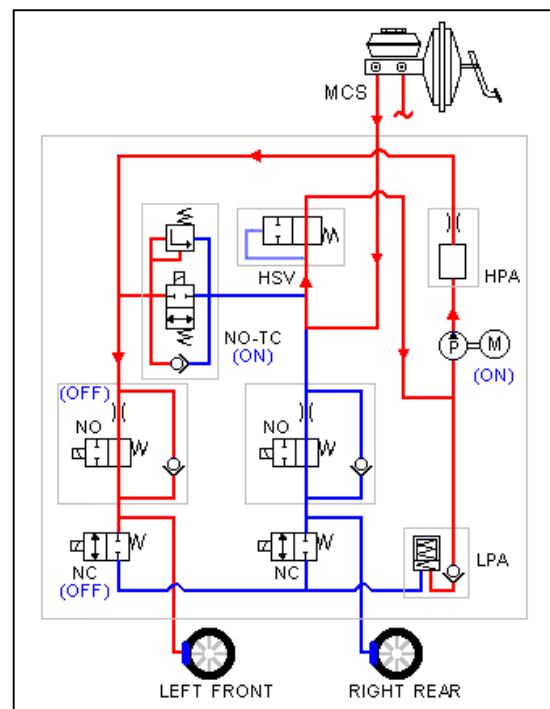 MCS
HSV
HPA
NO-TC
(ON)
P
M
(ON)
(OFF)
NO
NO
NC
(OFF)
NC
LPA
LEFT FRONT
RIGHT REAR